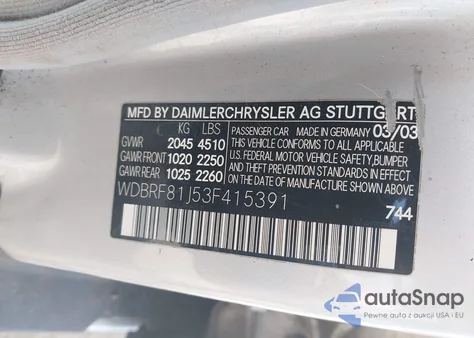 MFD BY DAIMLERCHRYSLER AG STUTTGART
KG LBS
GVWR 2045 4510
GAWR FRONT 1020 2250
GAWR REAR 1025 2260
PASSENGER CAR MADE IN GERMANY 03/03
THIS VEHICLE CONFORMS TO ALL APPLICABLE
U.S. FEDERAL MOTOR VEHICLE SAFETY, BUMPER,
AND THEFT PREVENTION STANDARDS IN EFFECT
ON THE DATE OF MANUFACTURE SHOWN ABOVE.
WDBRF81J53F415391
744
autoSnap
Pewne auta z aukcji USA i EU